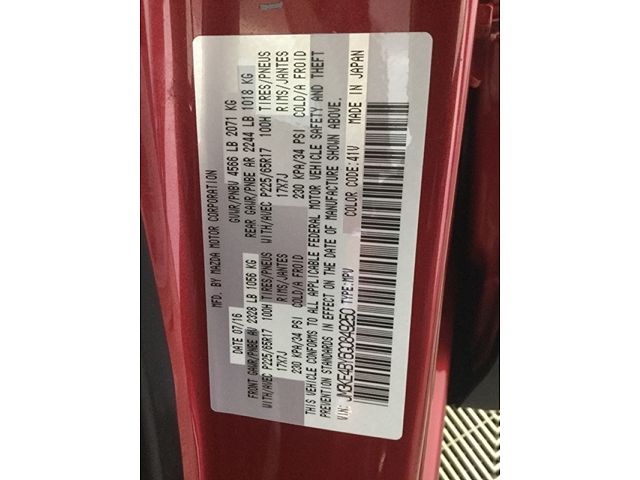 MFD. BY MAZDA MOTOR CORPORATION
DATE 07/16 GVWR/PNBV 4566 LB 2071 KG
FRONT GAWR/PNBE AV 2328 LB 1056 KG REAR GAWR/PNBE AR 2244 LB 1018 KG
WITH/AVEC P225/65R17 100H TIRES/PNEUS WITH/AVEC P225/65R17 100H TIRES/PNEUS
17X7J RIMS/JANTES 17X7J RIMS/JANTES
230 KPA/34 PSI COLD/A FROID 230 KPA/34 PSI COLD/A FROID
THIS VEHICLE CONFORMS TO ALL APPLICABLE FEDERAL MOTOR VEHICLE SAFETY AND THEFT
PREVENTION STANDARDS IN EFFECT ON THE DATE OF MANUFACTURE SHOWN ABOVE.
VIN: JM3KE4BY6G0849250 TYPE: MPV COLOR CODE: 41V MADE IN JAPAN